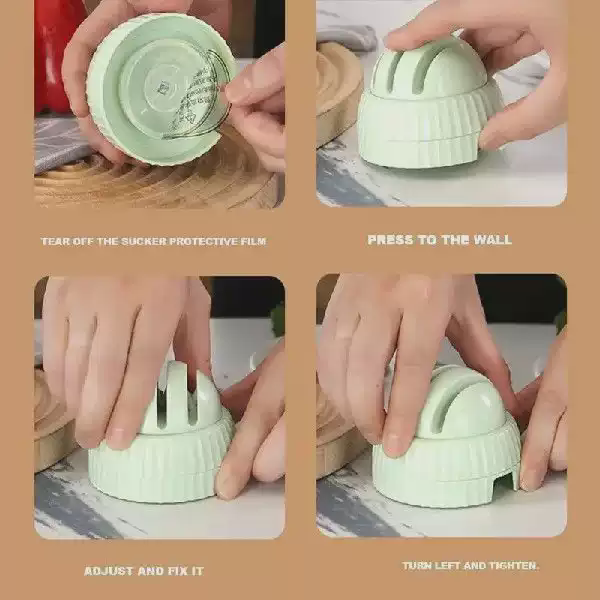 TEAR OFF THE SUCKER PROTECTIVE FILM
PRESS TO THE WALL
ADJUST AND FIX IT
TURN LEFT AND TIGHTEN.